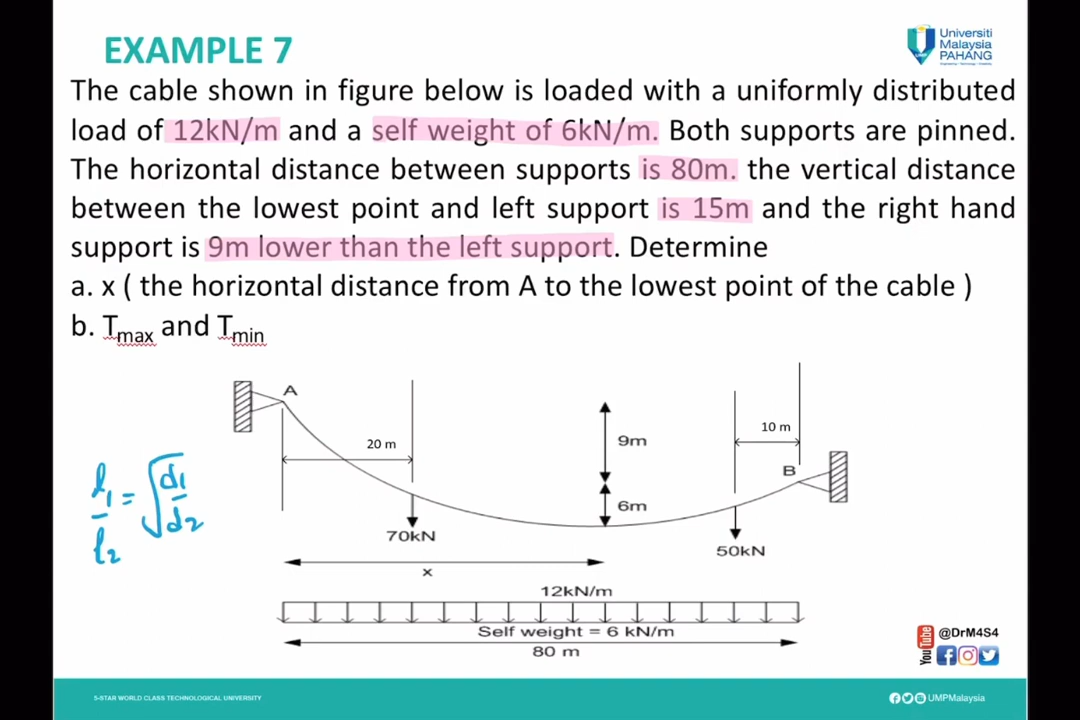 EXAMPLE 7
Universiti
Malaysia
PAHANG
The cable shown in figure below is loaded with a uniformly distributed
load of 12kN/m and a self weight of 6kN/m. Both supports are pinned.
The horizontal distance between supports is 80m. the vertical distance
between the lowest point and left support is 15m and the right hand
support is 9m lower than the left support. Determine
a. x ( the horizontal distance from A to the lowest point of the cable )
b. Tmax and Tmin
A
20 m
9m
10 m
B
6m
l1/l2 = √d1/d2
70kN
50kN
x
12kN/m
Self weight = 6 kN/m
80 m
YouTube
@DrM4S4
5-STAR WORLD CLASS TECHNOLOGICAL UNIVERSITY
UMPMalaysia